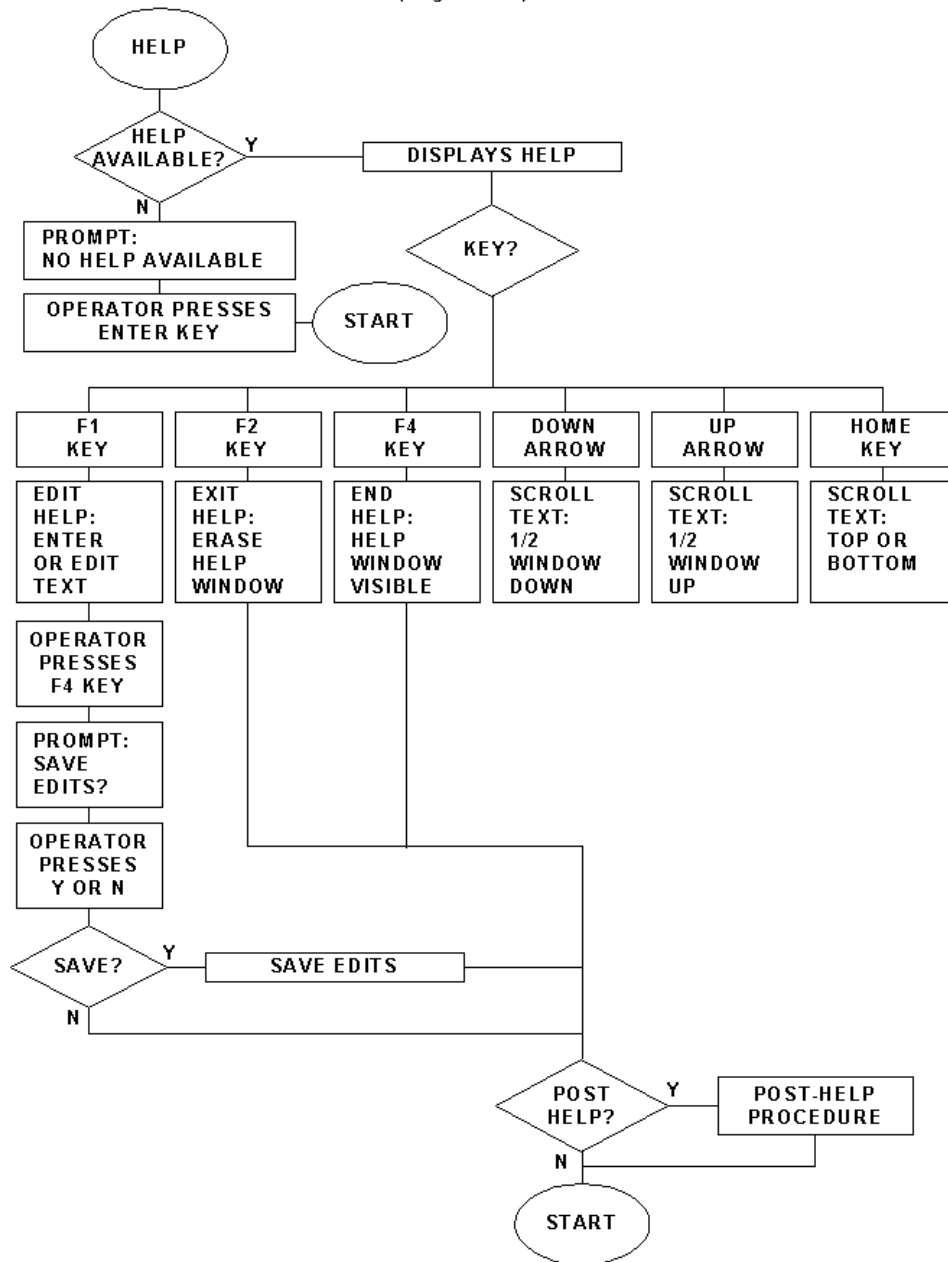 HELP
HELP
AVAILABLE?
Y
DISPLAYS HELP
N
PROMPT:
NO HELP AVAILABLE
KEY?
OPERATOR PRESSES
ENTER KEY
START
F1
KEY
F2
KEY
F4
KEY
DOWN
ARROW
UP
ARROW
HOME
KEY
EDIT
HELP:
ENTER
OR EDIT
TEXT
EXIT
HELP:
ERASE
HELP
WINDOW
END
HELP:
HELP
WINDOW
VISIBLE
SCROLL
TEXT:
1/2
WINDOW
DOWN
SCROLL
TEXT:
1/2
WINDOW
UP
SCROLL
TEXT:
TOP OR
BOTTOM
OPERATOR
PRESSES
F4 KEY
PROMPT:
SAVE
EDITS?
OPERATOR
PRESSES
Y OR N
SAVE?
Y
SAVE EDITS
N
POST
HELP?
Y
POST-HELP
PROCEDURE
N
START